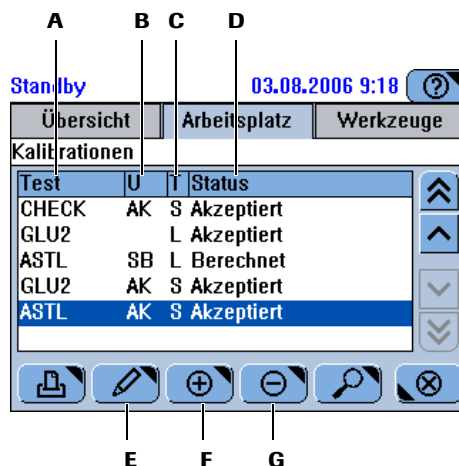 A B C D
Standby 03.08.2006 9:18 ?
Übersicht Arbeitsplatz Werkzeuge
Kalibrationen
Test U T Status
CHECK AK S Akzeptiert
GLU2 L Akzeptiert
ASTL SB L Berechnet
GLU2 AK S Akzeptiert
ASTL AK S Akzeptiert
E F G